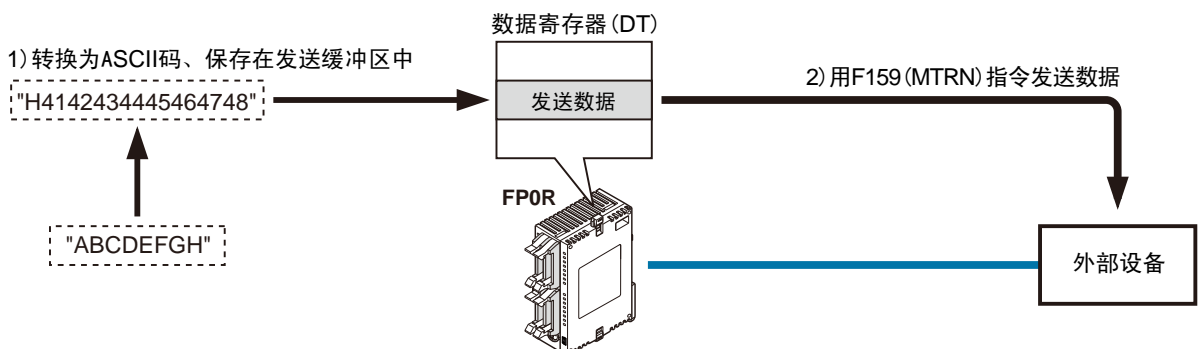 数据寄存器(DT)
1)转换为ASCII码、保存在发送缓冲区中
"H4142434445464748"
发送数据
2)用F159(MTRN)指令发送数据
FP0R
"ABCDEFGH"
外部设备